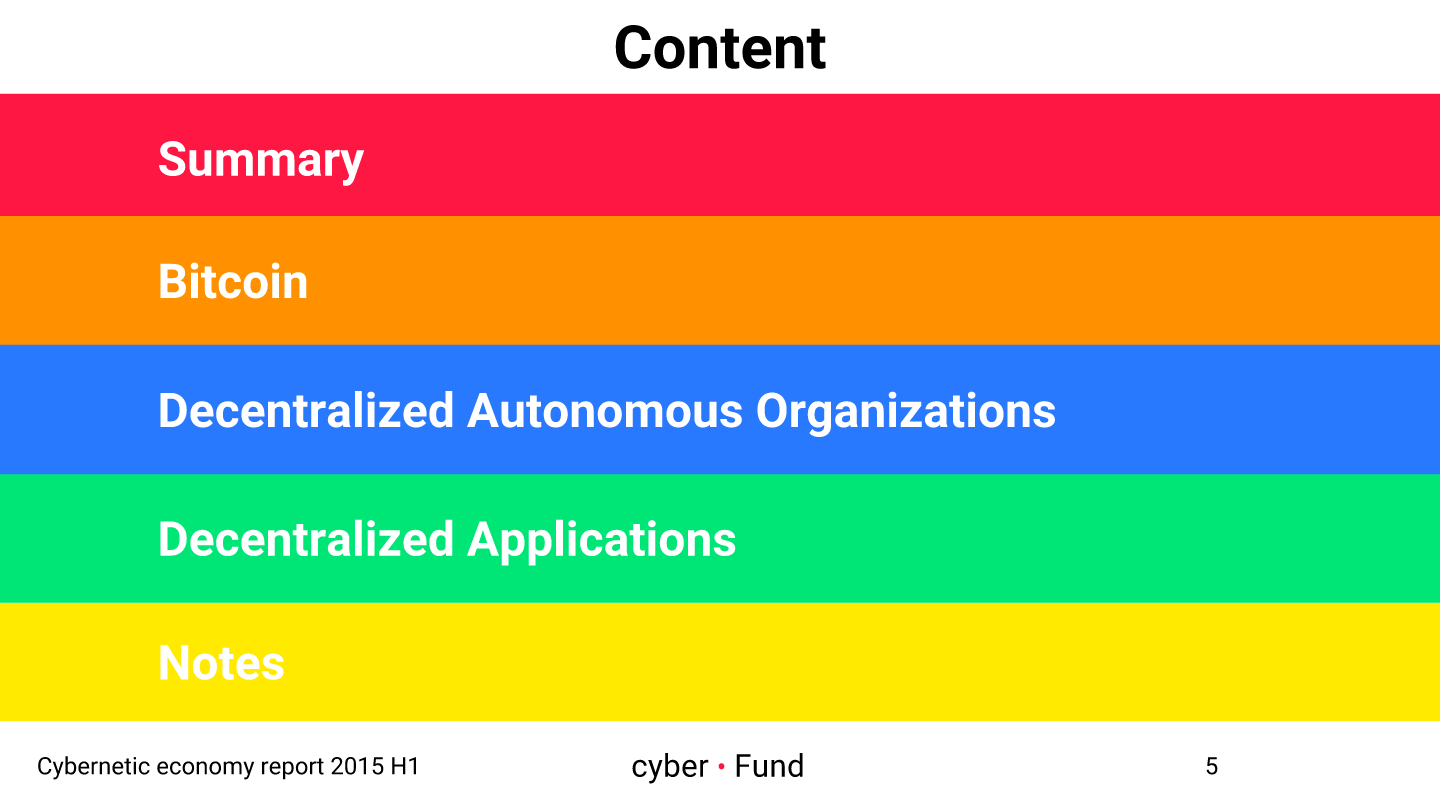 Content
Summary
Bitcoin
Decentralized Autonomous Organizations
Decentralized Applications
Notes
Cybernetic economy report 2015 H1
cyber • Fund
5